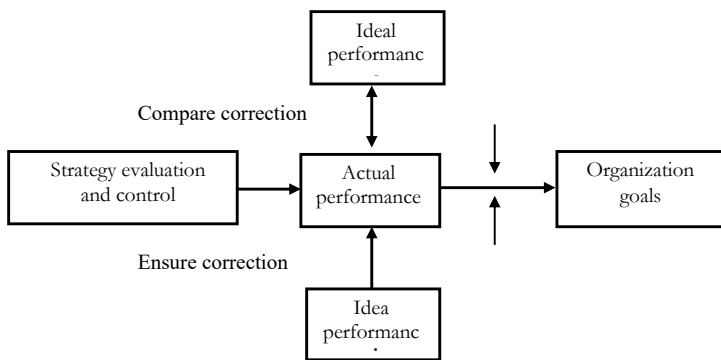 Ideal
performanc
Compare correction
Strategy evaluation
and control
Actual
performance
Organization
goals
Ensure correction
Idea
performanc